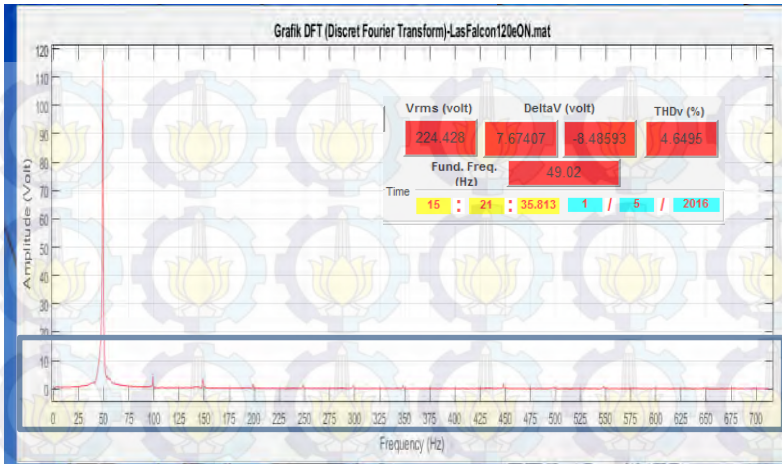 Grafik DFT (Discret Fourier Transform)-LasFalcon120eON.mat
Amplitude (Volt)
120
110
100
90
80
70
60
50
40
30
20
10
0
Vrms (volt) DeltaV (volt) THDv (%)
224.428 7.67407 -8.48593 4.6495
Fund. Freq. (Hz) 49.02
Time
15 : 21 : 35.813 1 / 5 / 2016
0 25 50 75 100 125 150 175 200 225 250 275 300 325 350 375 400 425 450 475 500 525 550 575 600 625 650 675 700
Frequency (Hz)